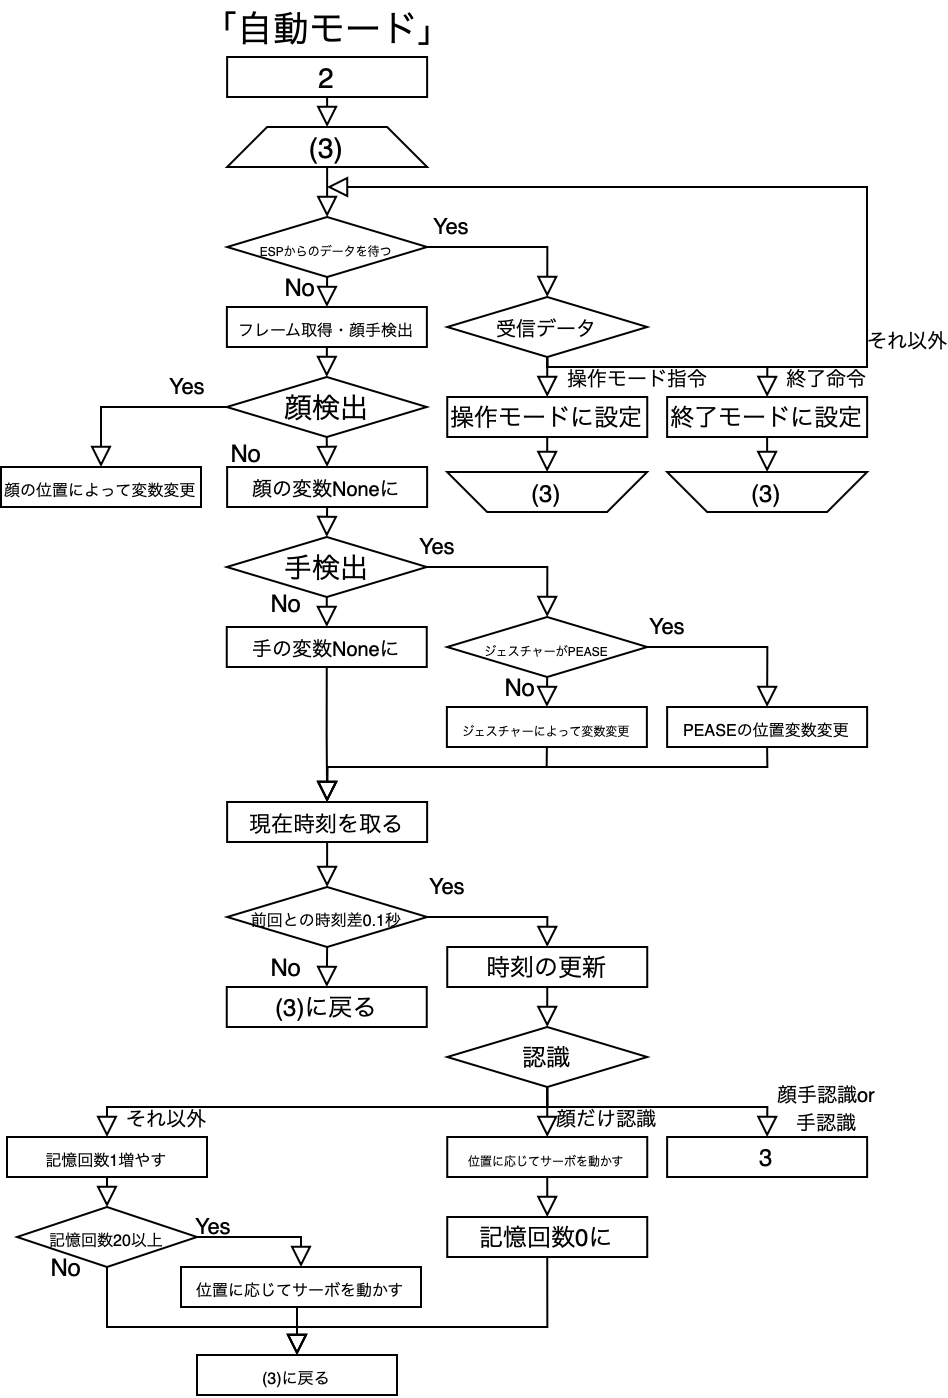 「自動モード」
2
(3)
ESPからのデータを待つ
Yes
No
フレーム取得・顔手検出
受信データ
それ以外
操作モード指令
終了命令
Yes
顔検出
操作モードに設定
終了モードに設定
No
顔の位置によって変数変更
顔の変数Noneに
(3)
(3)
手検出
Yes
No
手の変数Noneに
ジェスチャーがPEASE
Yes
No
ジェスチャーによって変数変更
PEASEの位置変数変更
現在時刻を取る
前回との時刻差0.1秒
Yes
No
時刻の更新
(3)に戻る
認識
それ以外
顔だけ認識
顔手認識or
手認識
記憶回数1増やす
位置に応じてサーボを動かす
3
記憶回数20以上
Yes
No
記憶回数0に
位置に応じてサーボを動かす
(3)に戻る